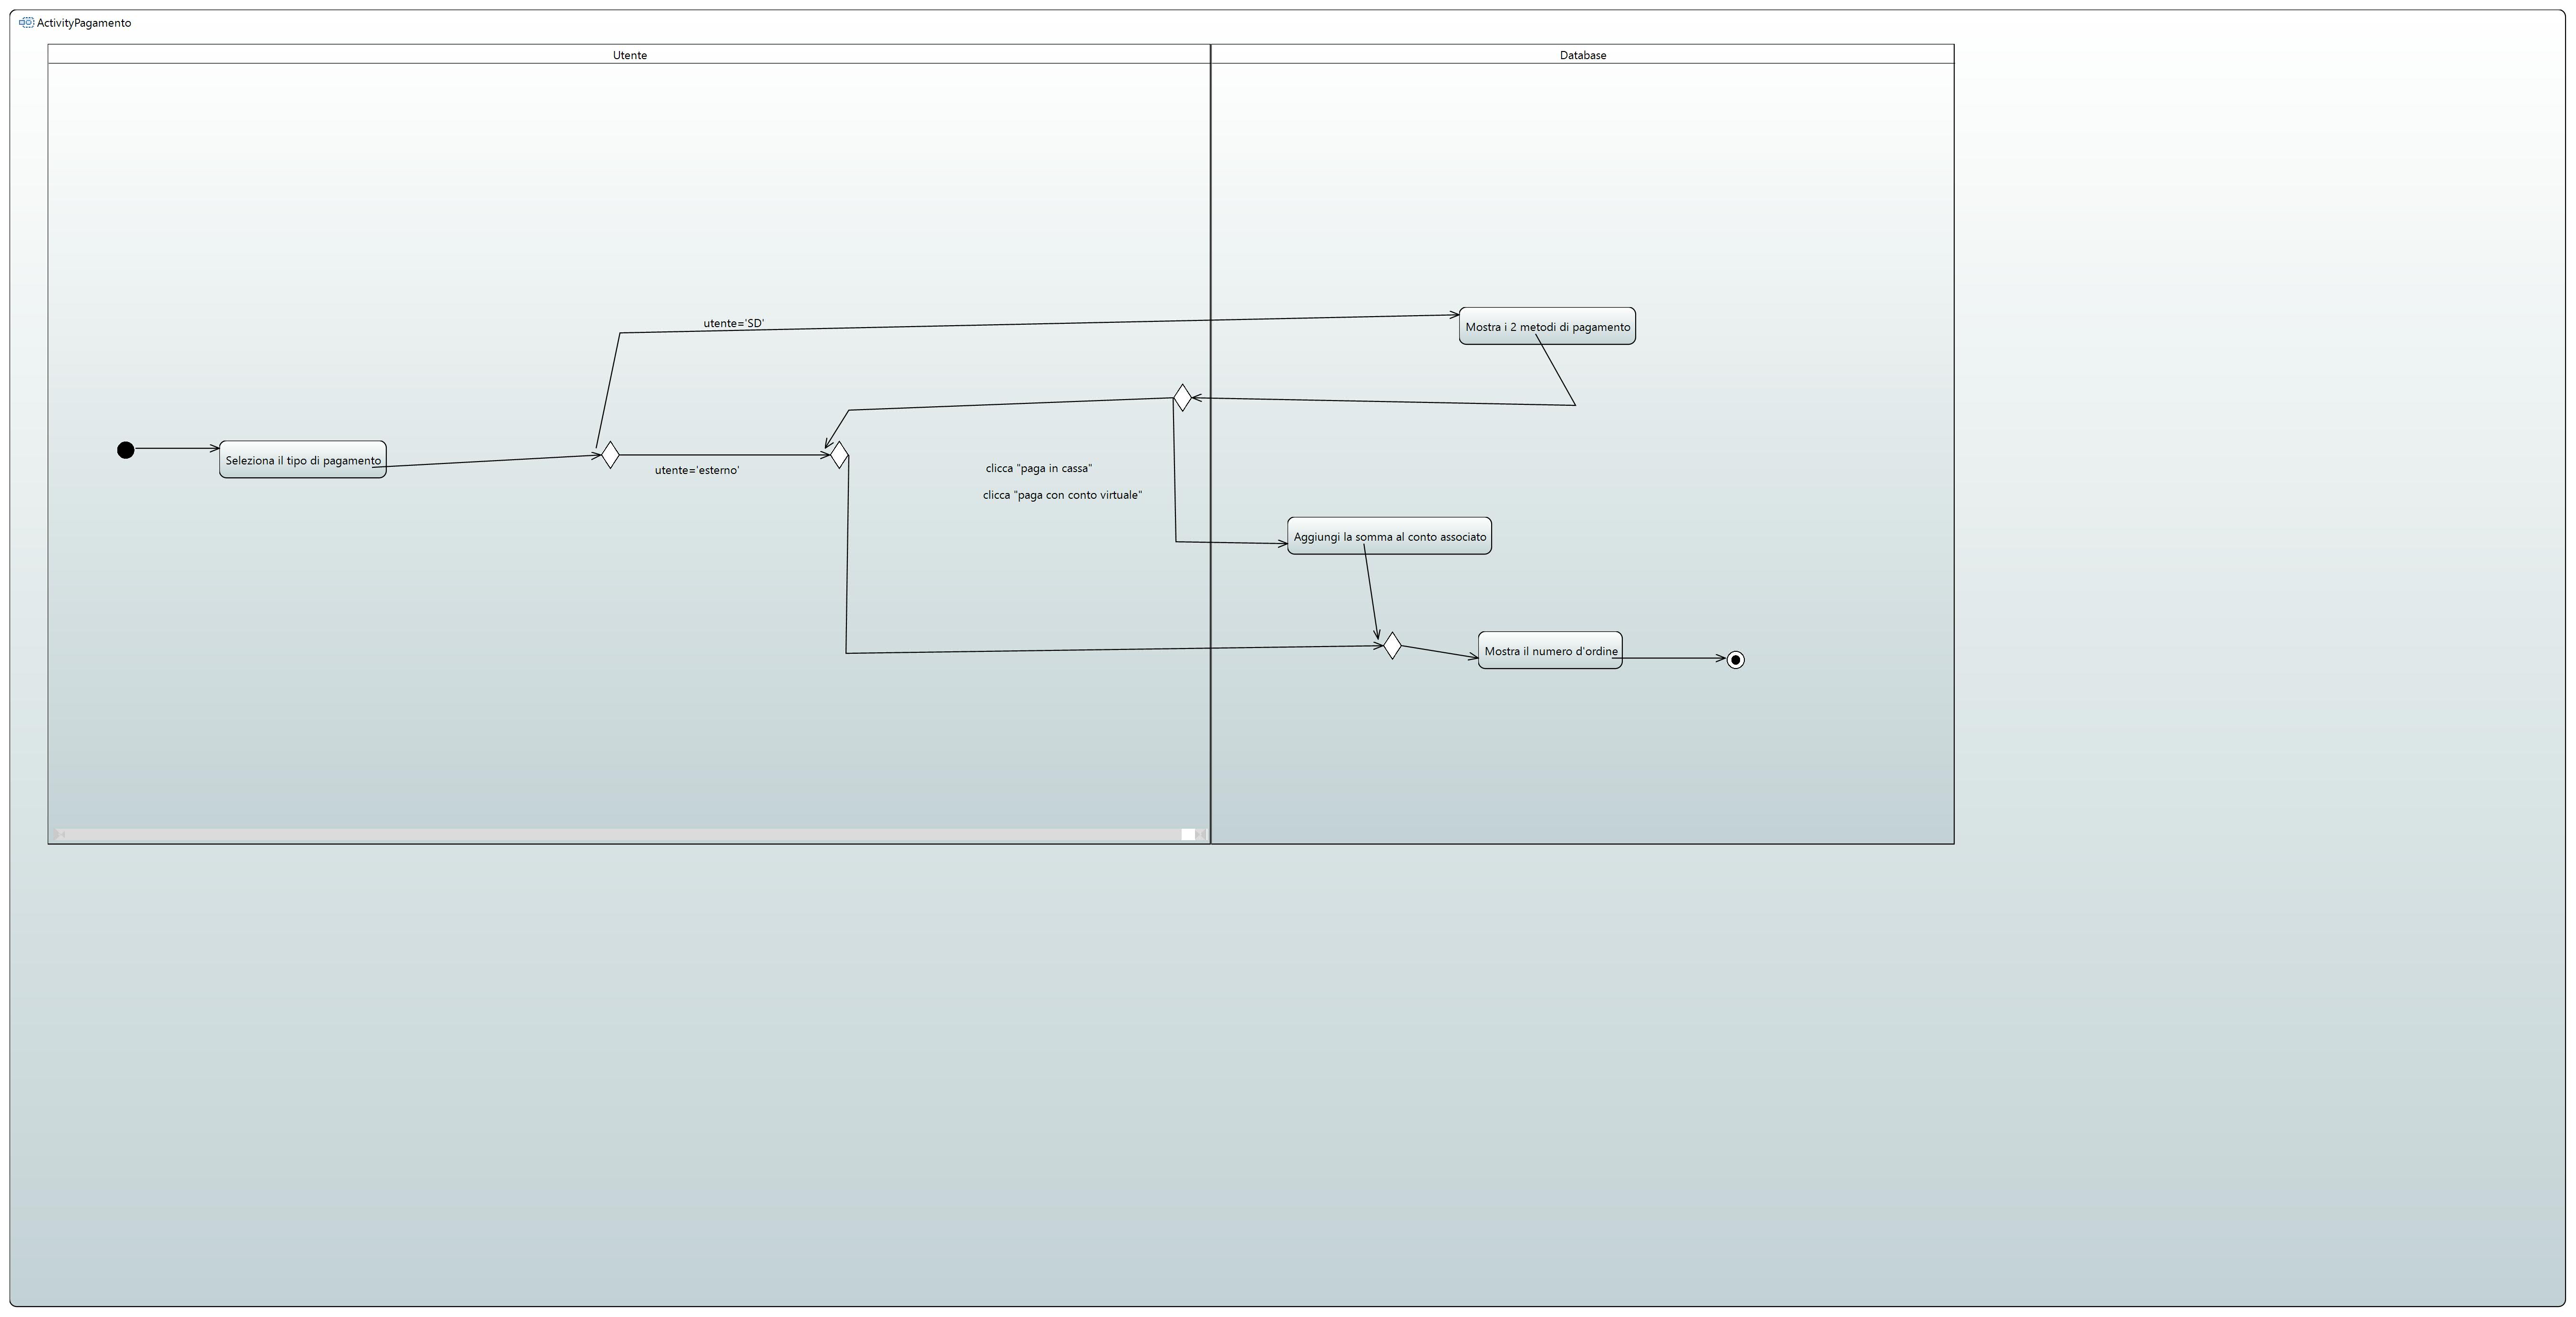 ActivityPagamento
Utente
Database
utente='SD'
Mostra i 2 metodi di pagamento
Seleziona il tipo di pagamento
utente='esterno'
clicca "paga in cassa"
clicca "paga con conto virtuale"
Aggiungi la somma al conto associato
Mostra il numero d'ordine